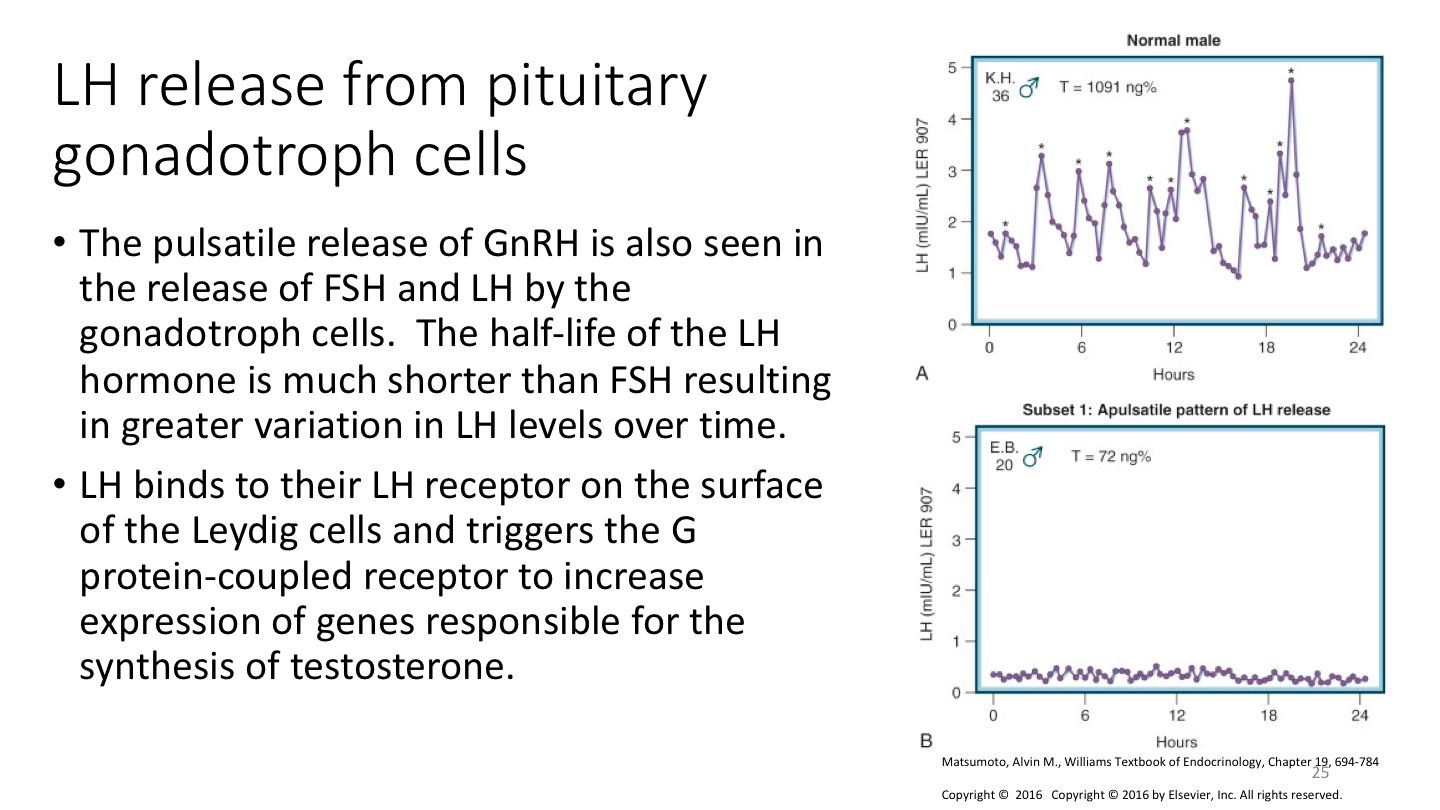 LH release from pituitary
gonadotroph cells
• The pulsatile release of GnRH is also seen in
the release of FSH and LH by the
gonadotroph cells.  The half-life of the LH
hormone is much shorter than FSH resulting
in greater variation in LH levels over time.
• LH binds to their LH receptor on the surface
of the Leydig cells and triggers the G
protein-coupled receptor to increase
expression of genes responsible for the
synthesis of testosterone.
Normal male
K.H.
36 ♂
T = 1091 ng%
LH (mIU/mL) LER 907
5
4
3
2
1
0
* * * * * * * * * * * *
0 6 12 18 24
A
Hours
Subset 1: Apulsatile pattern of LH release
E.B.
20 ♂
T = 72 ng%
LH (mIU/mL) LER 907
5
4
3
2
1
0
0 6 12 18 24
B
Hours
Matsumoto, Alvin M., Williams Textbook of Endocrinology, Chapter 19, 694-784
25
Copyright © 2016   Copyright © 2016 by Elsevier, Inc. All rights reserved.